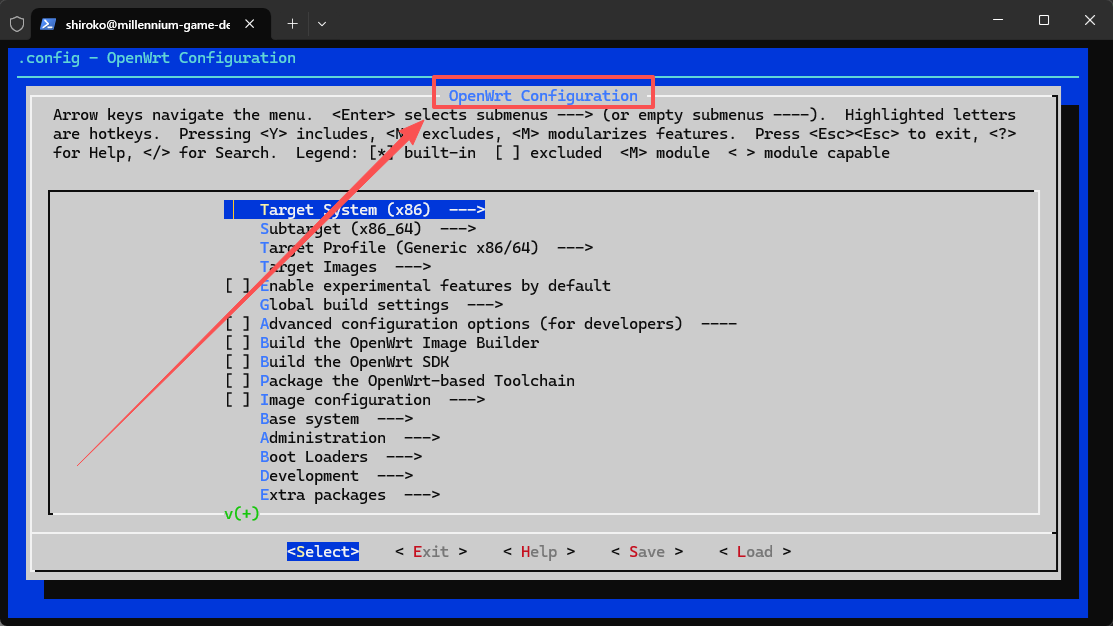 shiroko@millennium-game-de
.config - OpenWrt Configuration
OpenWrt Configuration
Arrow keys navigate the menu.  <Enter> selects submenus ---> (or empty submenus ----).  Highlighted letters
are hotkeys.  Pressing <Y> includes, <N> excludes, <M> modularizes features.  Press <Esc><Esc> to exit, <?>
for Help, </> for Search.  Legend: [*] built-in  [ ] excluded  <M> module  < > module capable
Target System (x86)  --->
Subtarget (x86_64)  --->
Target Profile (Generic x86/64)  --->
Target Images  --->
[ ] Enable experimental features by default
Global build settings  --->
[ ] Advanced configuration options (for developers)  ----
[ ] Build the OpenWrt Image Builder
[ ] Build the OpenWrt SDK
[ ] Package the OpenWrt-based Toolchain
[ ] Image configuration  --->
Base system  --->
Administration  --->
Boot Loaders  --->
Development  --->
Extra packages  --->
v(+)
<Select>    < Exit >    < Help >    < Save >    < Load >